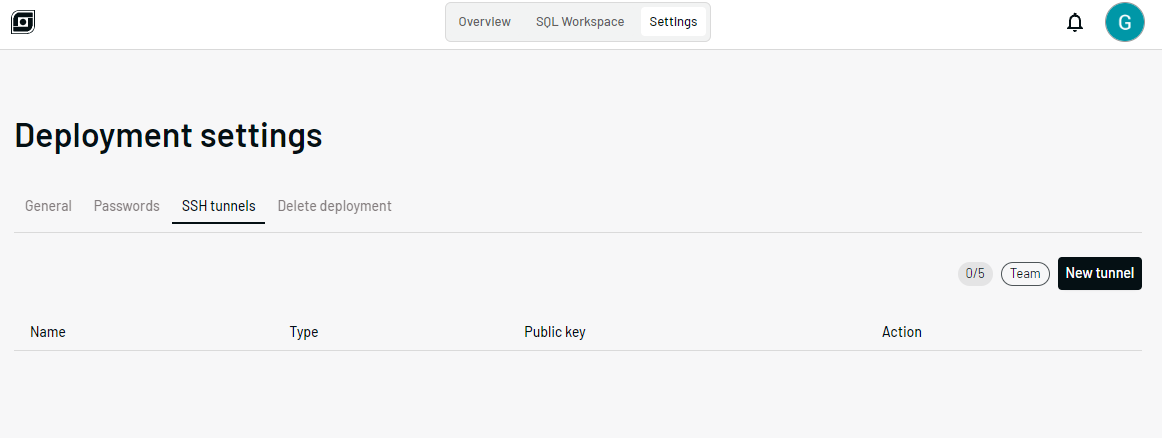 Overview SQL Workspace Settings
G
Deployment settings
General Passwords SSH tunnels Delete deployment
0/5 Team New tunnel
Name Type Public key Action